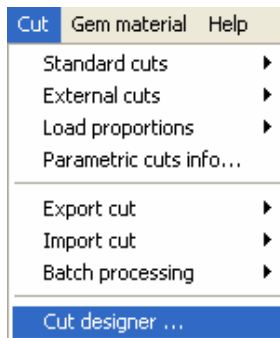 Cut Gem material Help
Standard cuts
External cuts
Load proportions
Parametric cuts info...
Export cut
Import cut
Batch processing
Cut designer ...